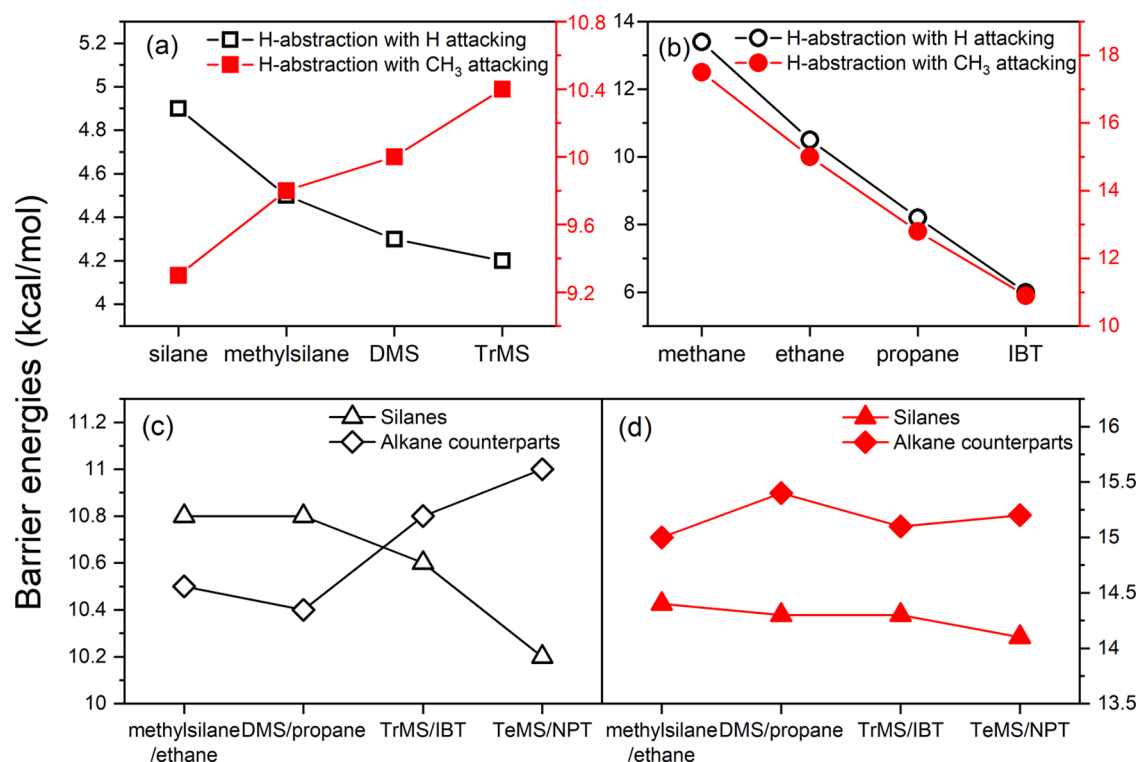 Barrier energies (kcal/mol)
(a)
H-abstraction with H attacking
H-abstraction with CH3 attacking
5.2
5
4.8
4.6
4.4
4.2
4
10.8
10.4
10
9.6
9.2
silane methylsilane DMS TrMS
(b)
H-abstraction with H attacking
H-abstraction with CH3 attacking
14
12
10
8
6
18
16
14
12
10
methane ethane propane IBT
(c)
Silanes
Alkane counterparts
11.2
11
10.8
10.6
10.4
10.2
10
methylsilane DMS/propane TrMS/IBT TeMS/NPT
/ethane
(d)
Silanes
Alkane counterparts
16
15.5
15
14.5
14
13.5
methylsilane DMS/propane TrMS/IBT TeMS/NPT
/ethane